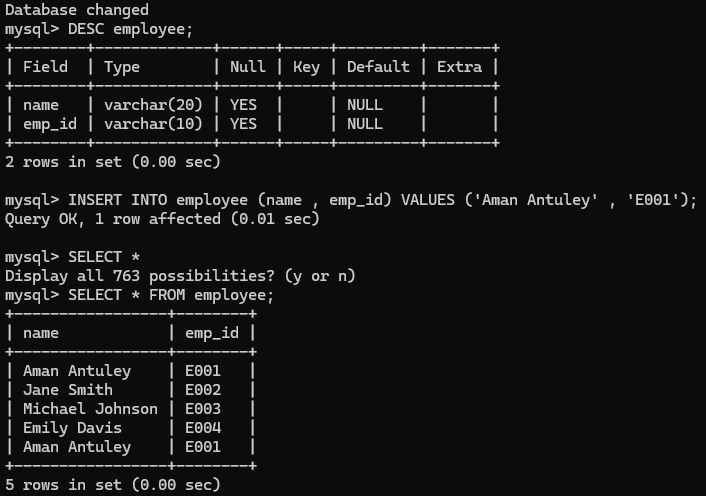 Database changed
mysql> DESC employee;
+--------+-------------+------+-----+---------+-------+
| Field  | Type        | Null | Key | Default | Extra |
+--------+-------------+------+-----+---------+-------+
| name   | varchar(20) | YES  |     | NULL    |       |
| emp_id | varchar(10) | YES  |     | NULL    |       |
+--------+-------------+------+-----+---------+-------+
2 rows in set (0.00 sec)

mysql> INSERT INTO employee (name , emp_id) VALUES ('Aman Antuley' , 'E001');
Query OK, 1 row affected (0.01 sec)

mysql> SELECT *
Display all 763 possibilities? (y or n)
mysql> SELECT * FROM employee;
+-----------------+--------+
| name            | emp_id |
+-----------------+--------+
| Aman Antuley    | E001   |
| Jane Smith      | E002   |
| Michael Johnson | E003   |
| Emily Davis     | E004   |
| Aman Antuley    | E001   |
+-----------------+--------+
5 rows in set (0.00 sec)